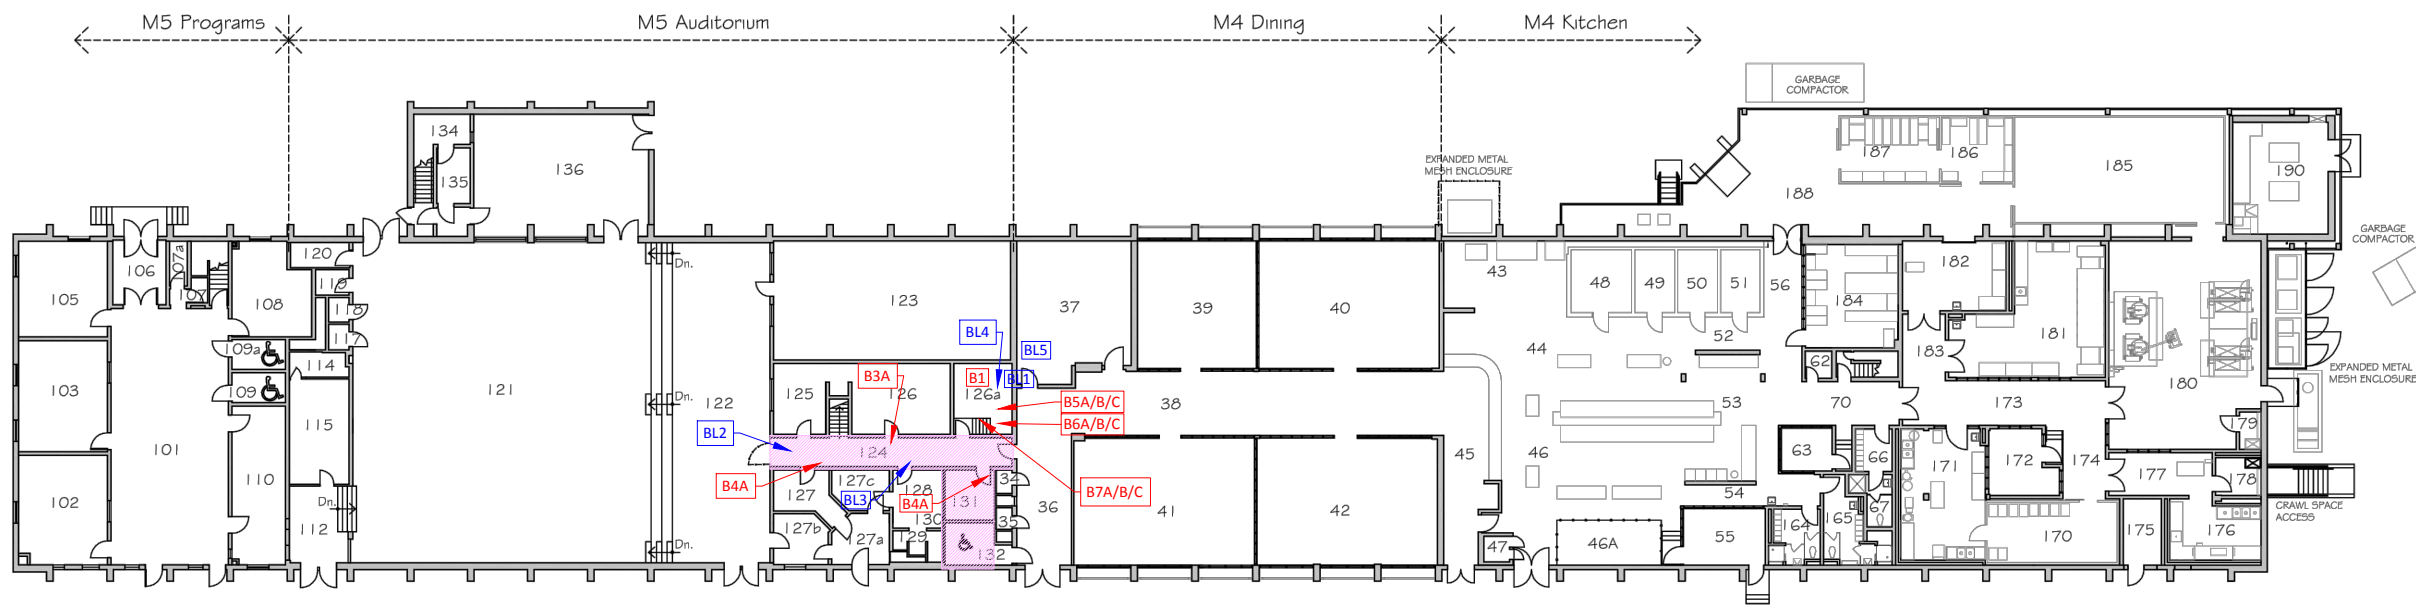 M5 Programs
M5 Auditorium
M4 Dining
M4 Kitchen
GARBAGE
COMPACTOR
134
135
136
EXPANDED METAL
MESH ENCLOSURE
187
186
185
190
188
GARBAGE
COMPACTOR
105
106
107a
107
108
120
119
118
117
Dn.
123
37
39
40
43
48
49
50
51
56
184
182
181
183
180
109a
114
103
109
115
121
Dn.
122
125
B3A
126
BL4
B1
BL1
126a
BL5
B5A/B/C
B6A/B/C
38
44
52
53
62
70
173
EXPANDED METAL
MESH ENCLOSURE
179
101
110
102
Dn.
112
BL2
124
B4A
127
127c
BL3
128
B4A
131
34
B7A/B/C
127b
127a
130
129
Dn.
132
35
36
41
42
45
46
47
46A
54
55
63
66
67
164
165
171
172
174
177
178
170
175
176
CRAWL SPACE
ACCESS